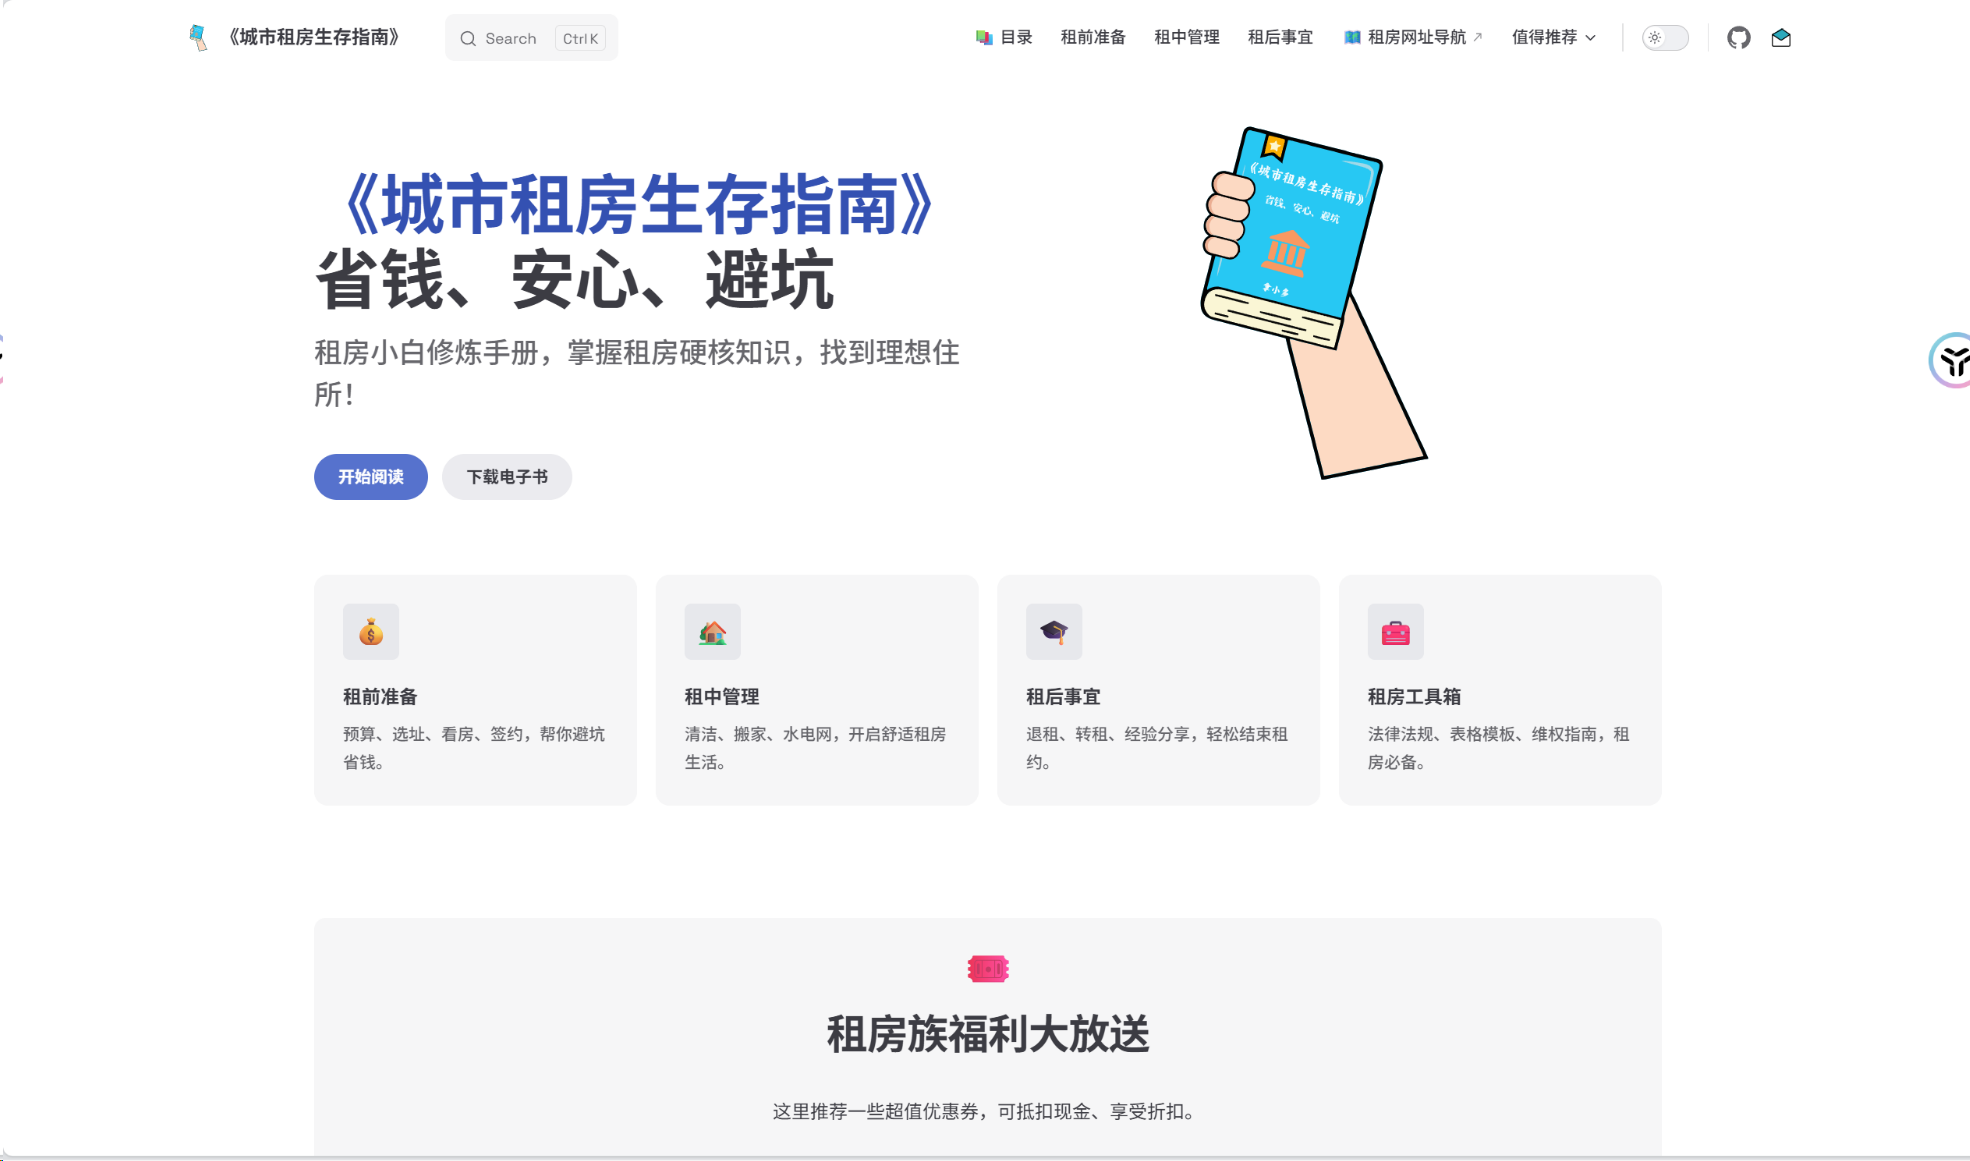 《城市租房生存指南》
Search
Ctrl K
目录
租前准备
租中管理
租后事宜
租房网址导航
值得推荐
《城市租房生存指南》
省钱、安心、避坑
租房小白修炼手册，掌握租房硬核知识，找到理想住
所！
开始阅读
下载电子书
《城市租房生存指南》
省钱、安心、避坑
拿小多
租前准备
预算、选址、看房、签约，帮你避坑
省钱。
租中管理
清洁、搬家、水电网，开启舒适租房
生活。
租后事宜
退租、转租、经验分享，轻松结束租
约。
租房工具箱
法律法规、表格模板、维权指南，租
房必备。
租房族福利大放送
这里推荐一些超值优惠券，可抵扣现金、享受折扣。